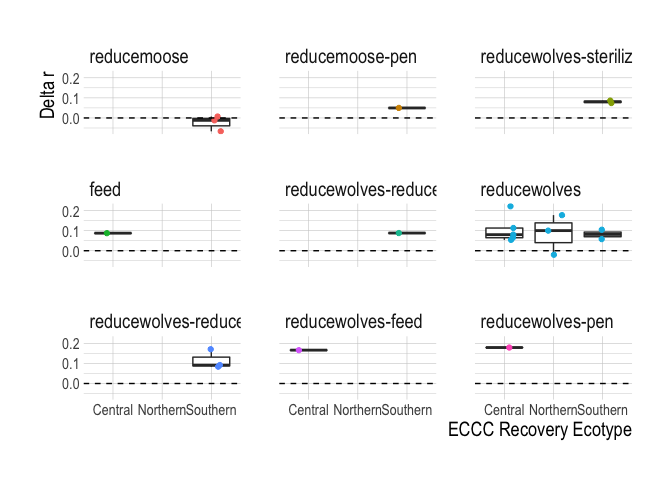 reducemoose
reducemoose-pen
reducewolves-steriliz
Delta r
0.2
0.1
0.0
feed
reducewolves-reduce
reducewolves
0.2
0.1
0.0
reducewolves-reduce
reducewolves-feed
reducewolves-pen
0.2
0.1
0.0
Central Northern Southern
Central Northern Southern
Central Northern Southern
ECCC Recovery Ecotype